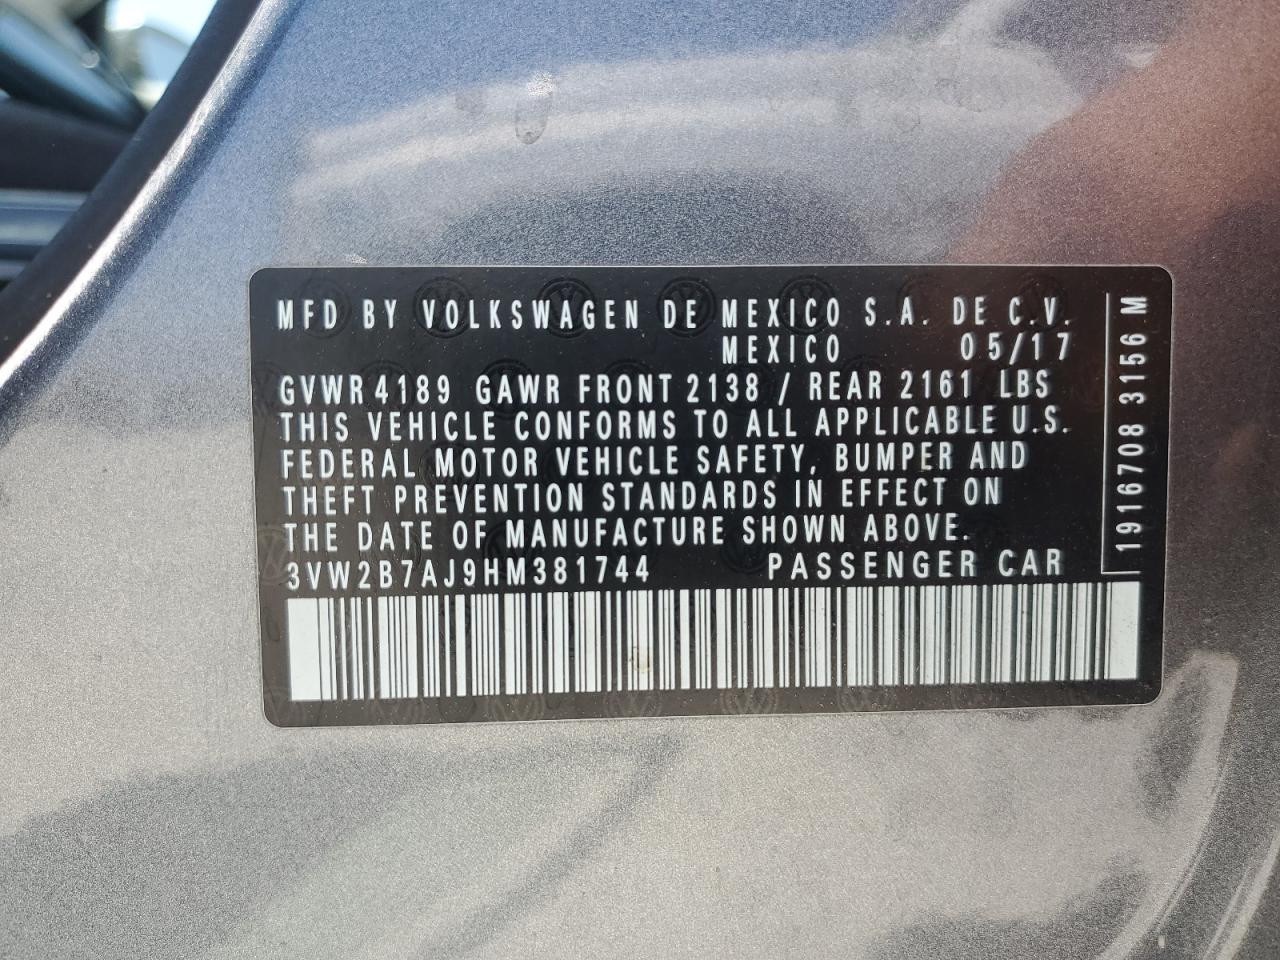 MFD BY VOLKSWAGEN DE MEXICO S.A. DE C.V.
MEXICO 05/17
GVWR 4189 GAWR FRONT 2138 / REAR 2161 LBS
THIS VEHICLE CONFORMS TO ALL APPLICABLE U.S.
FEDERAL MOTOR VEHICLE SAFETY, BUMPER AND
THEFT PREVENTION STANDARDS IN EFFECT ON
THE DATE OF MANUFACTURE SHOWN ABOVE.
3VW2B7AJ9HM381744 PASSENGER CAR
1916708 3156 M